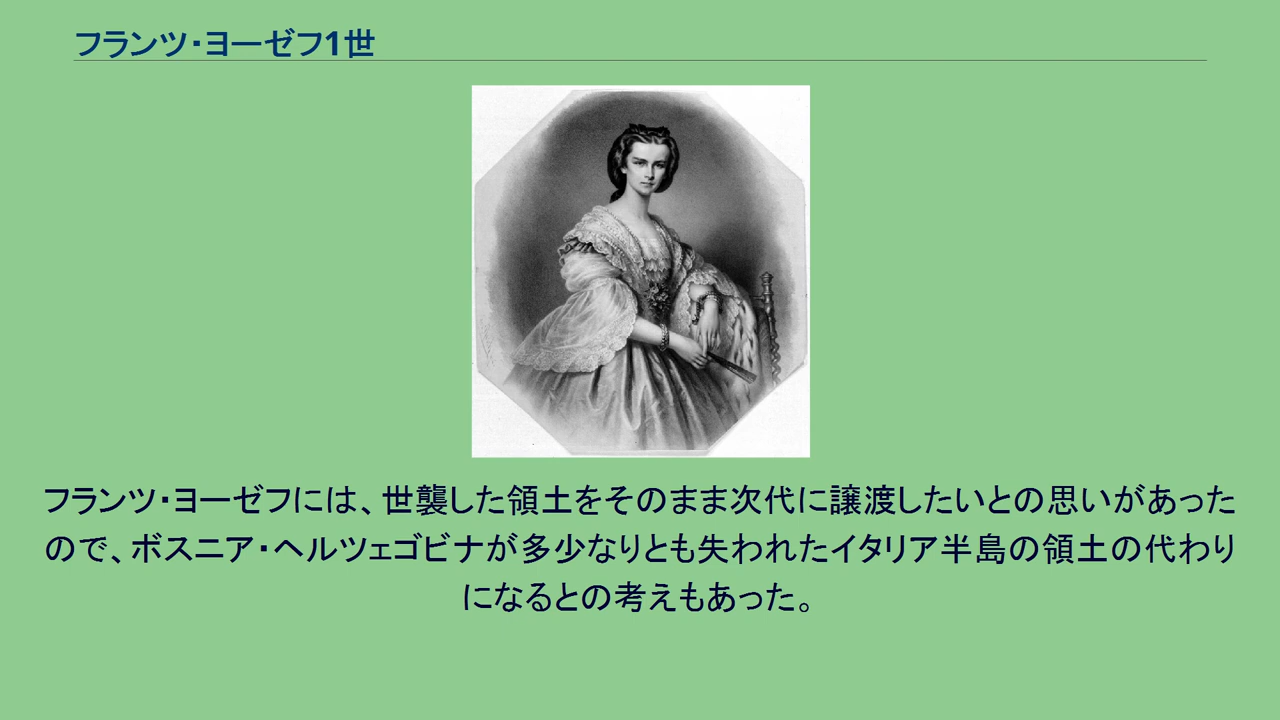 フランツ・ヨーゼフ1世
フランツ・ヨーゼフには、世襲した領土をそのまま次代に譲渡したいとの思いがあった
ので、ボスニア・ヘルツェゴビナが多少なりとも失われたイタリア半島の領土の代わり
になるとの考えもあった。